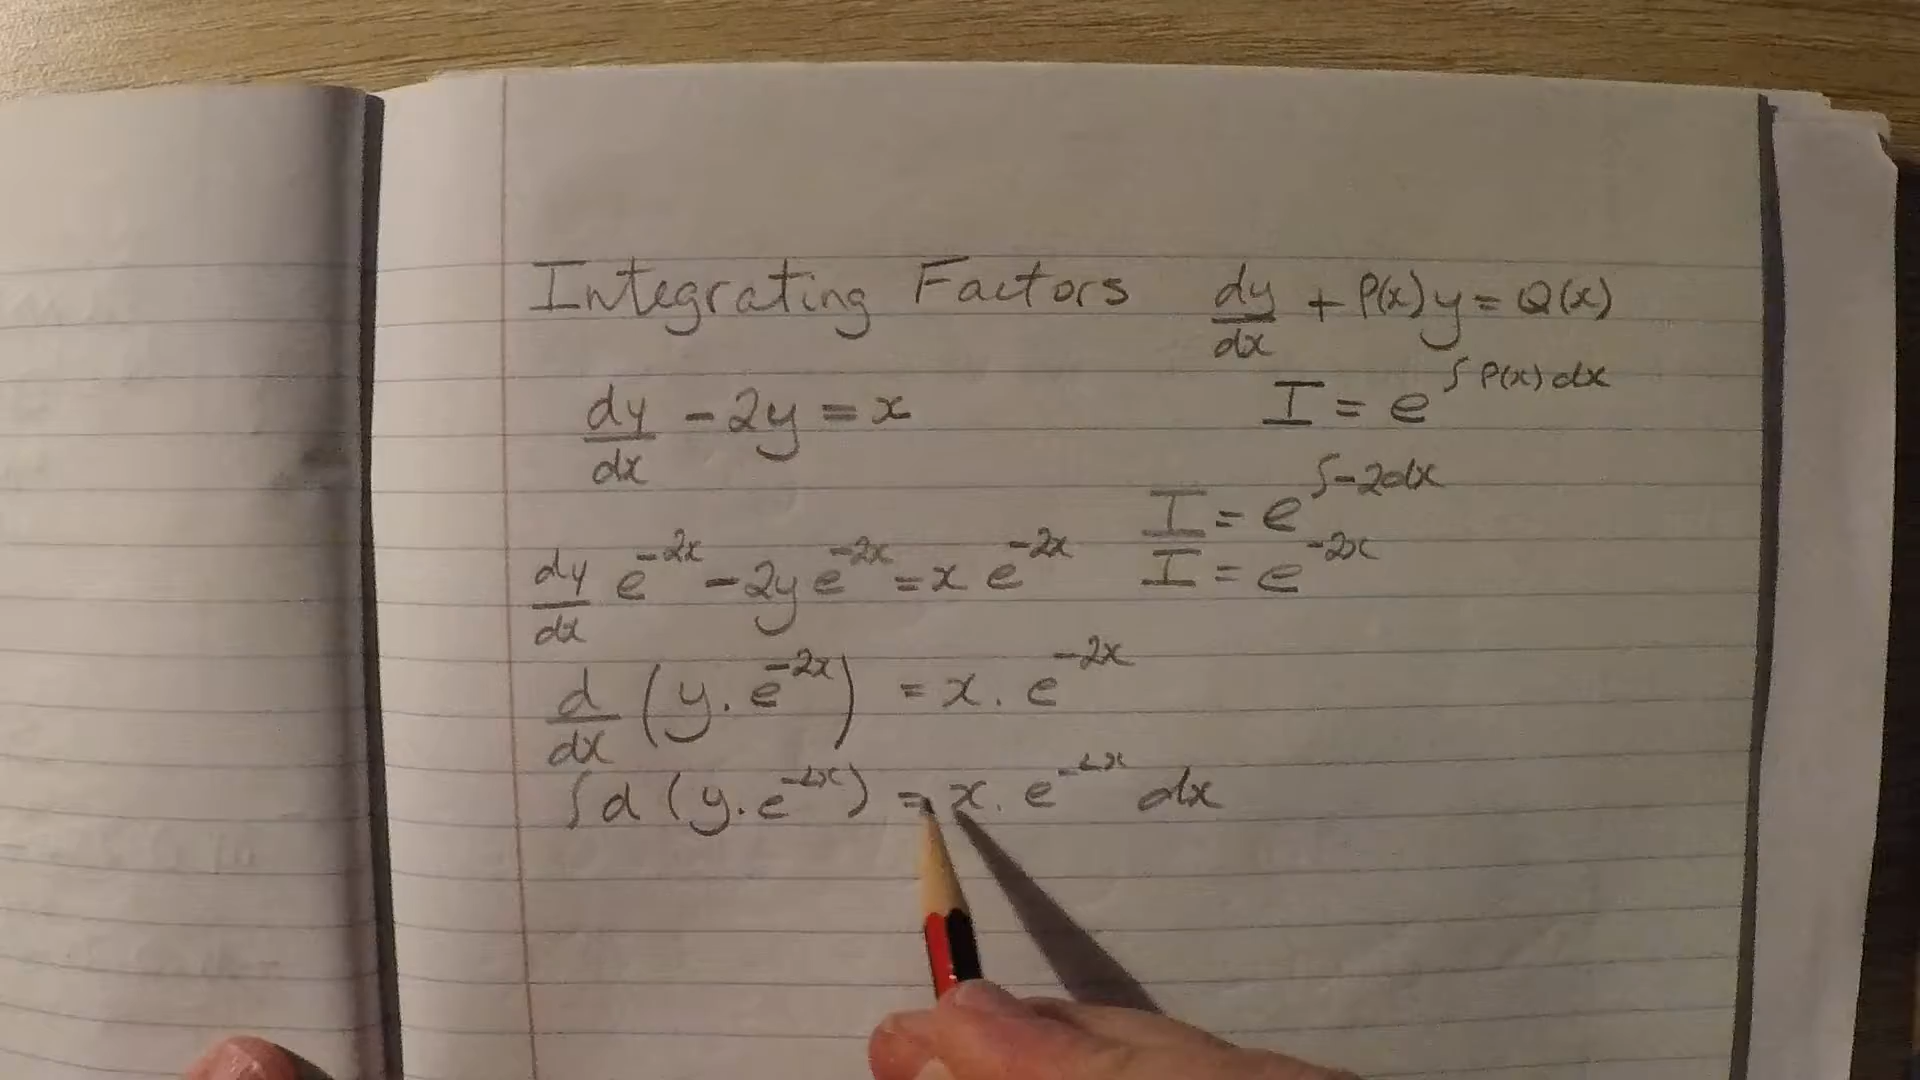 Integrating Factors dy/dx + P(x)y = Q(x)
dy/dx - 2y = x I = e^∫P(x)dx
I = e^∫-2dx
dy/dx e^-2x - 2y e^-2x = x e^-2x I = e^-2x
d/dx (y.e^-2x) = x . e^-2x
∫d (y.e^-2x) = x . e^-2x dx